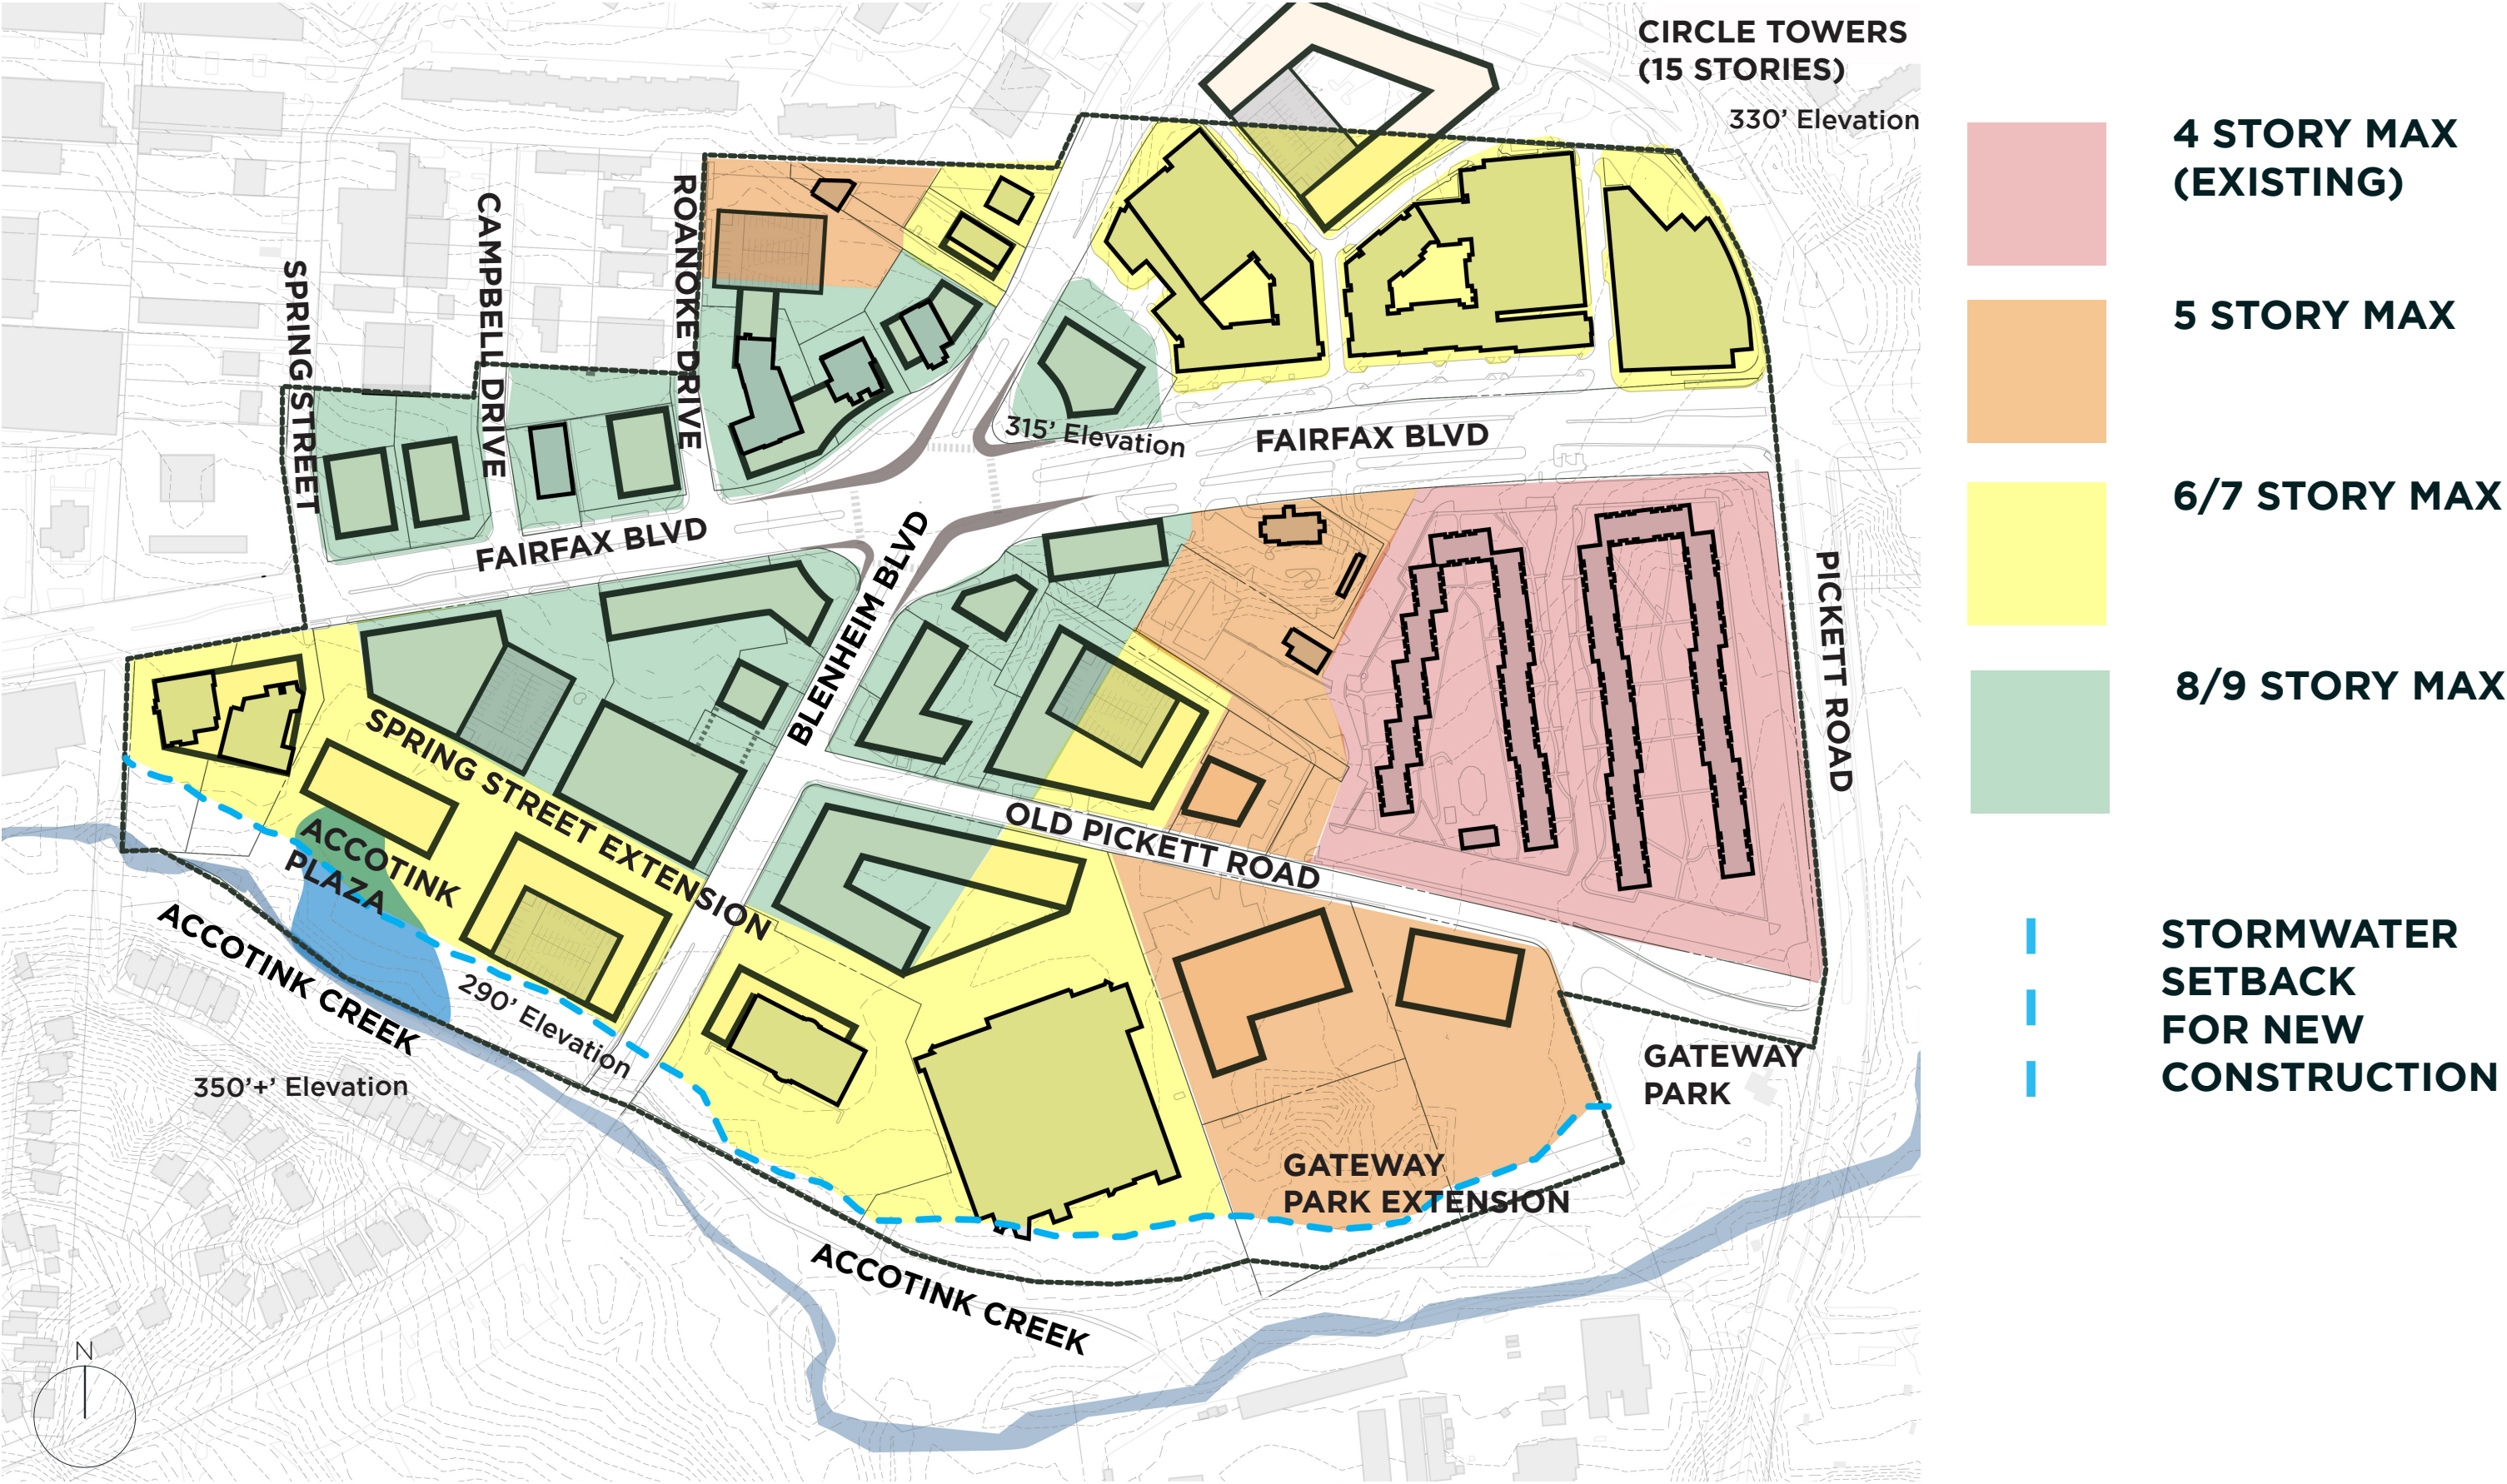 CIRCLE TOWERS
(15 STORIES)
330’ Elevation
4 STORY MAX
(EXISTING)
5 STORY MAX
6/7 STORY MAX
8/9 STORY MAX
STORMWATER
SETBACK
FOR NEW
CONSTRUCTION
SPRING STREET
CAMPBELL DRIVE
ROANOKE DRIVE
315’ Elevation
FAIRFAX BLVD
FAIRFAX BLVD
BLENHEIM BLVD
PICKETT ROAD
SPRING STREET EXTENSION
OLD PICKETT ROAD
ACCOTINK
PLAZA
ACCOTINK CREEK
290’ Elevation
350’+’ Elevation
GATEWAY
PARK
GATEWAY
PARK EXTENSION
ACCOTINK CREEK
N